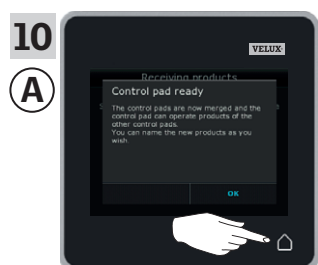 10
A
VELUX
Receiving products
Control pad ready
The control pads are now merged and the
control pad can operate products of the
other control pads.
You can name the new products as you
wish.
OK